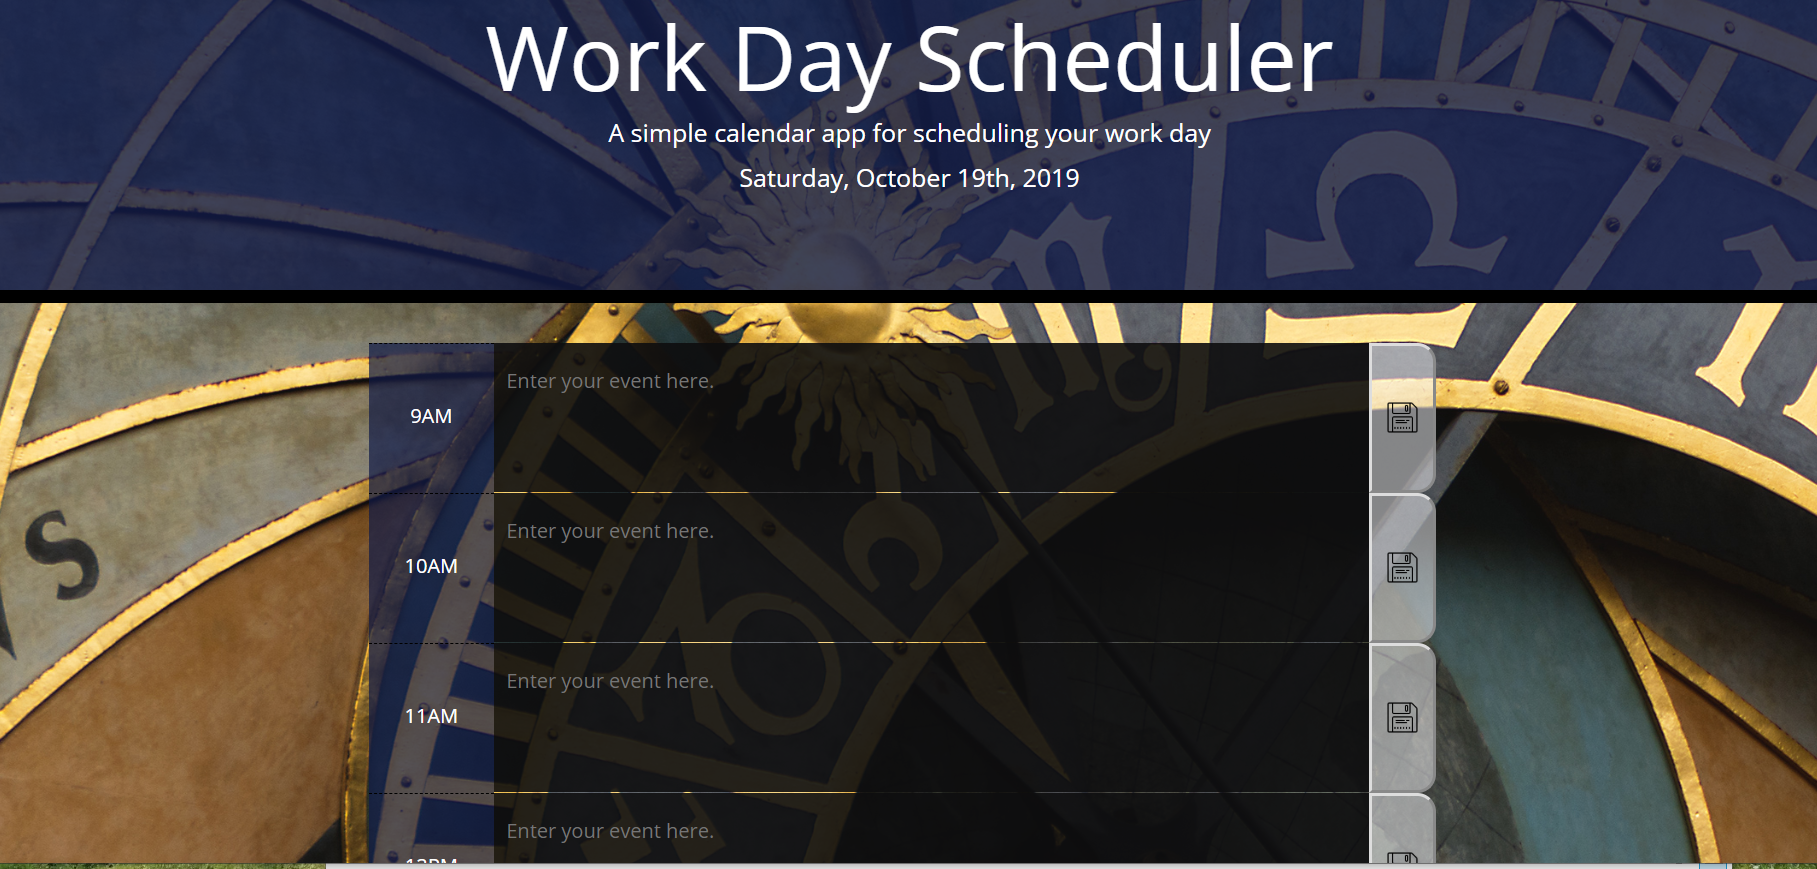 Work Day Scheduler
A simple calendar app for scheduling your work day
Saturday, October 19th, 2019
9AM
Enter your event here.
10AM
Enter your event here.
11AM
Enter your event here.
12PM
Enter your event here.
S